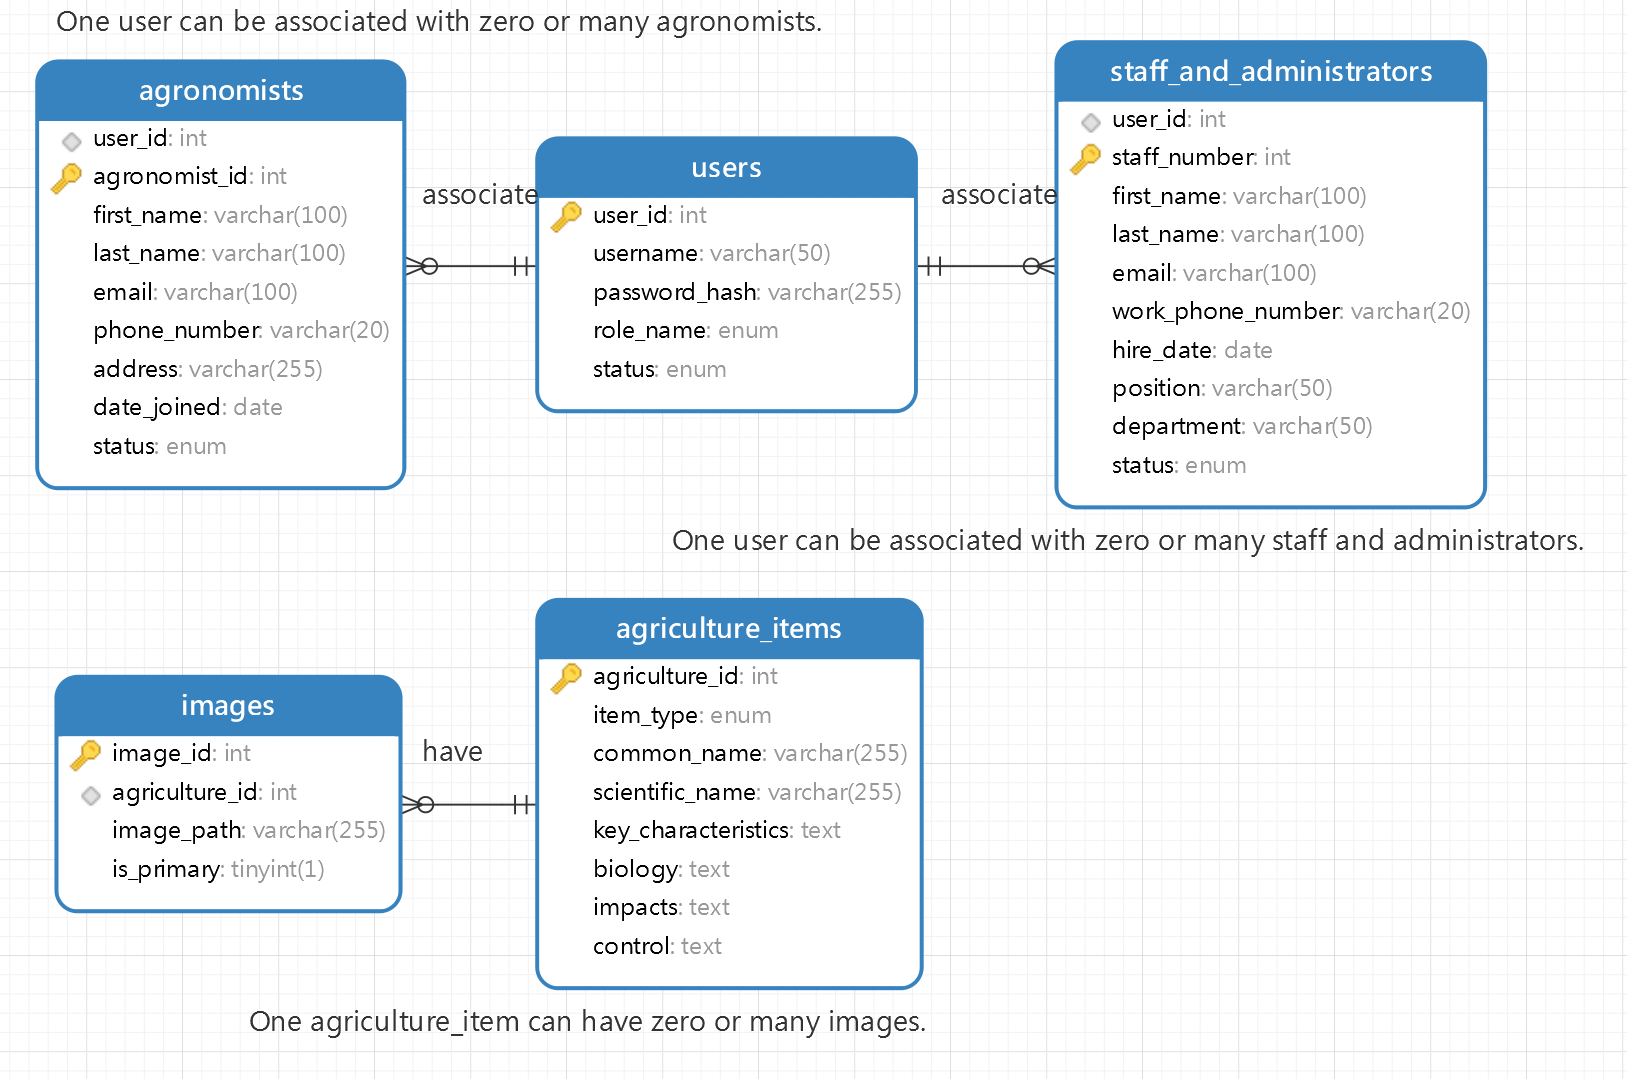 One user can be associated with zero or many agronomists.
agronomists
user_id: int
agronomist_id: int
first_name: varchar(100)
last_name: varchar(100)
email: varchar(100)
phone_number: varchar(20)
address: varchar(255)
date_joined: date
status: enum
associate
users
user_id: int
username: varchar(50)
password_hash: varchar(255)
role_name: enum
status: enum
associate
staff_and_administrators
user_id: int
staff_number: int
first_name: varchar(100)
last_name: varchar(100)
email: varchar(100)
work_phone_number: varchar(20)
hire_date: date
position: varchar(50)
department: varchar(50)
status: enum
One user can be associated with zero or many staff and administrators.
images
image_id: int
agriculture_id: int
image_path: varchar(255)
is_primary: tinyint(1)
have
agriculture_items
agriculture_id: int
item_type: enum
common_name: varchar(255)
scientific_name: varchar(255)
key_characteristics: text
biology: text
impacts: text
control: text
One agriculture_item can have zero or many images.